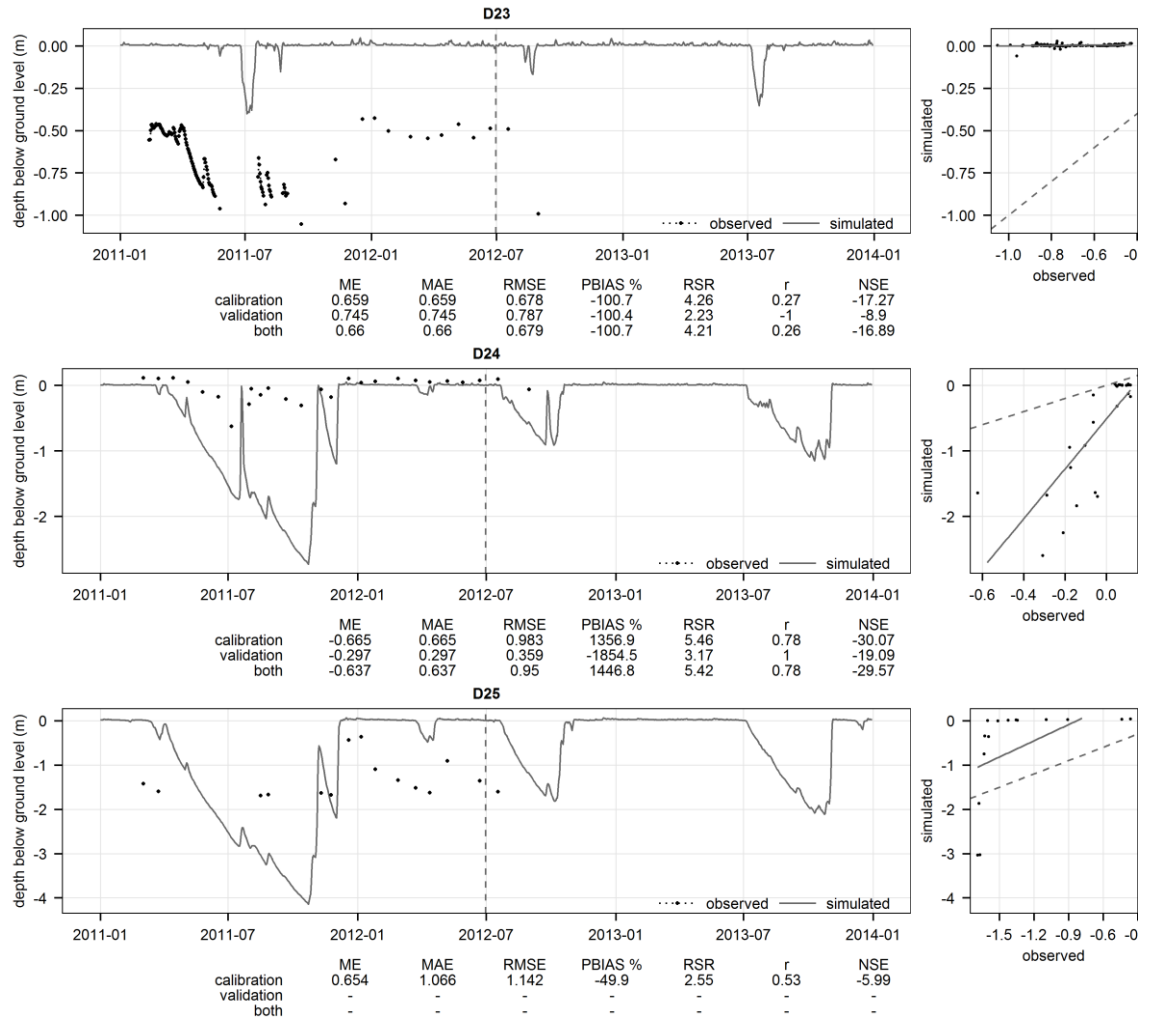 D23
depth below ground level (m)
0.00
-0.25
-0.50
-0.75
-1.00
observed simulated
2011-01 2011-07 2012-01 2012-07 2013-01 2013-07 2014-01
simulated
0.00
-0.25
-0.50
-0.75
-1.00
-1.0 -0.8 -0.6 -0
observed
ME MAE RMSE PBIAS % RSR r NSE
calibration 0.659 0.659 0.678 -100.7 4.26 0.27 -17.27
validation 0.745 0.745 0.787 -100.4 2.23 -1 -8.9
both 0.66 0.66 0.679 -100.7 4.21 0.26 -16.89
D24
depth below ground level (m)
0
-1
-2
observed simulated
2011-01 2011-07 2012-01 2012-07 2013-01 2013-07 2014-01
simulated
0
-1
-2
-0.6 -0.4 -0.2 0.0
observed
ME MAE RMSE PBIAS % RSR r NSE
calibration -0.665 0.665 0.983 1356.9 5.46 0.78 -30.07
validation -0.297 0.297 0.359 -1854.5 3.17 1 -19.09
both -0.637 0.637 0.95 1446.8 5.42 0.78 -29.57
D25
depth below ground level (m)
0
-1
-2
-3
-4
observed simulated
2011-01 2011-07 2012-01 2012-07 2013-01 2013-07 2014-01
simulated
0
-1
-2
-3
-4
-1.5 -1.2 -0.9 -0.6 -0
observed
ME MAE RMSE PBIAS % RSR r NSE
calibration 0.654 1.066 1.142 -49.9 2.55 0.53 -5.99
validation - - - - - - -
both - - - - - - -